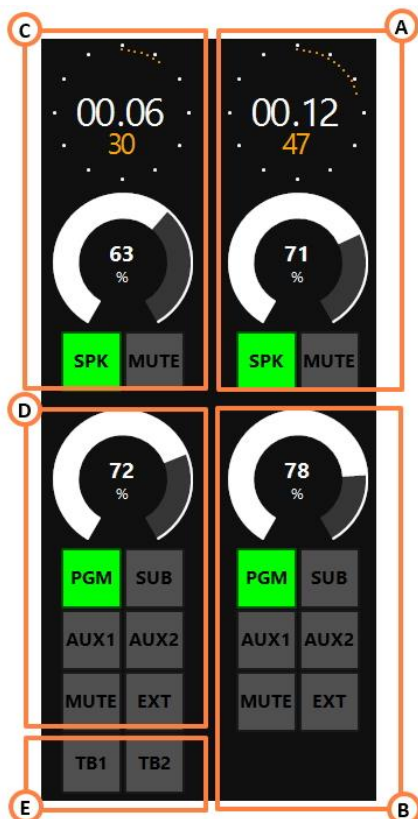 C
A
00.06
30
00.12
47
63
%
71
%
SPK MUTE
SPK MUTE
D
72
%
78
%
PGM SUB
PGM SUB
AUX1 AUX2
AUX1 AUX2
MUTE EXT
MUTE EXT
TB1 TB2
E
B